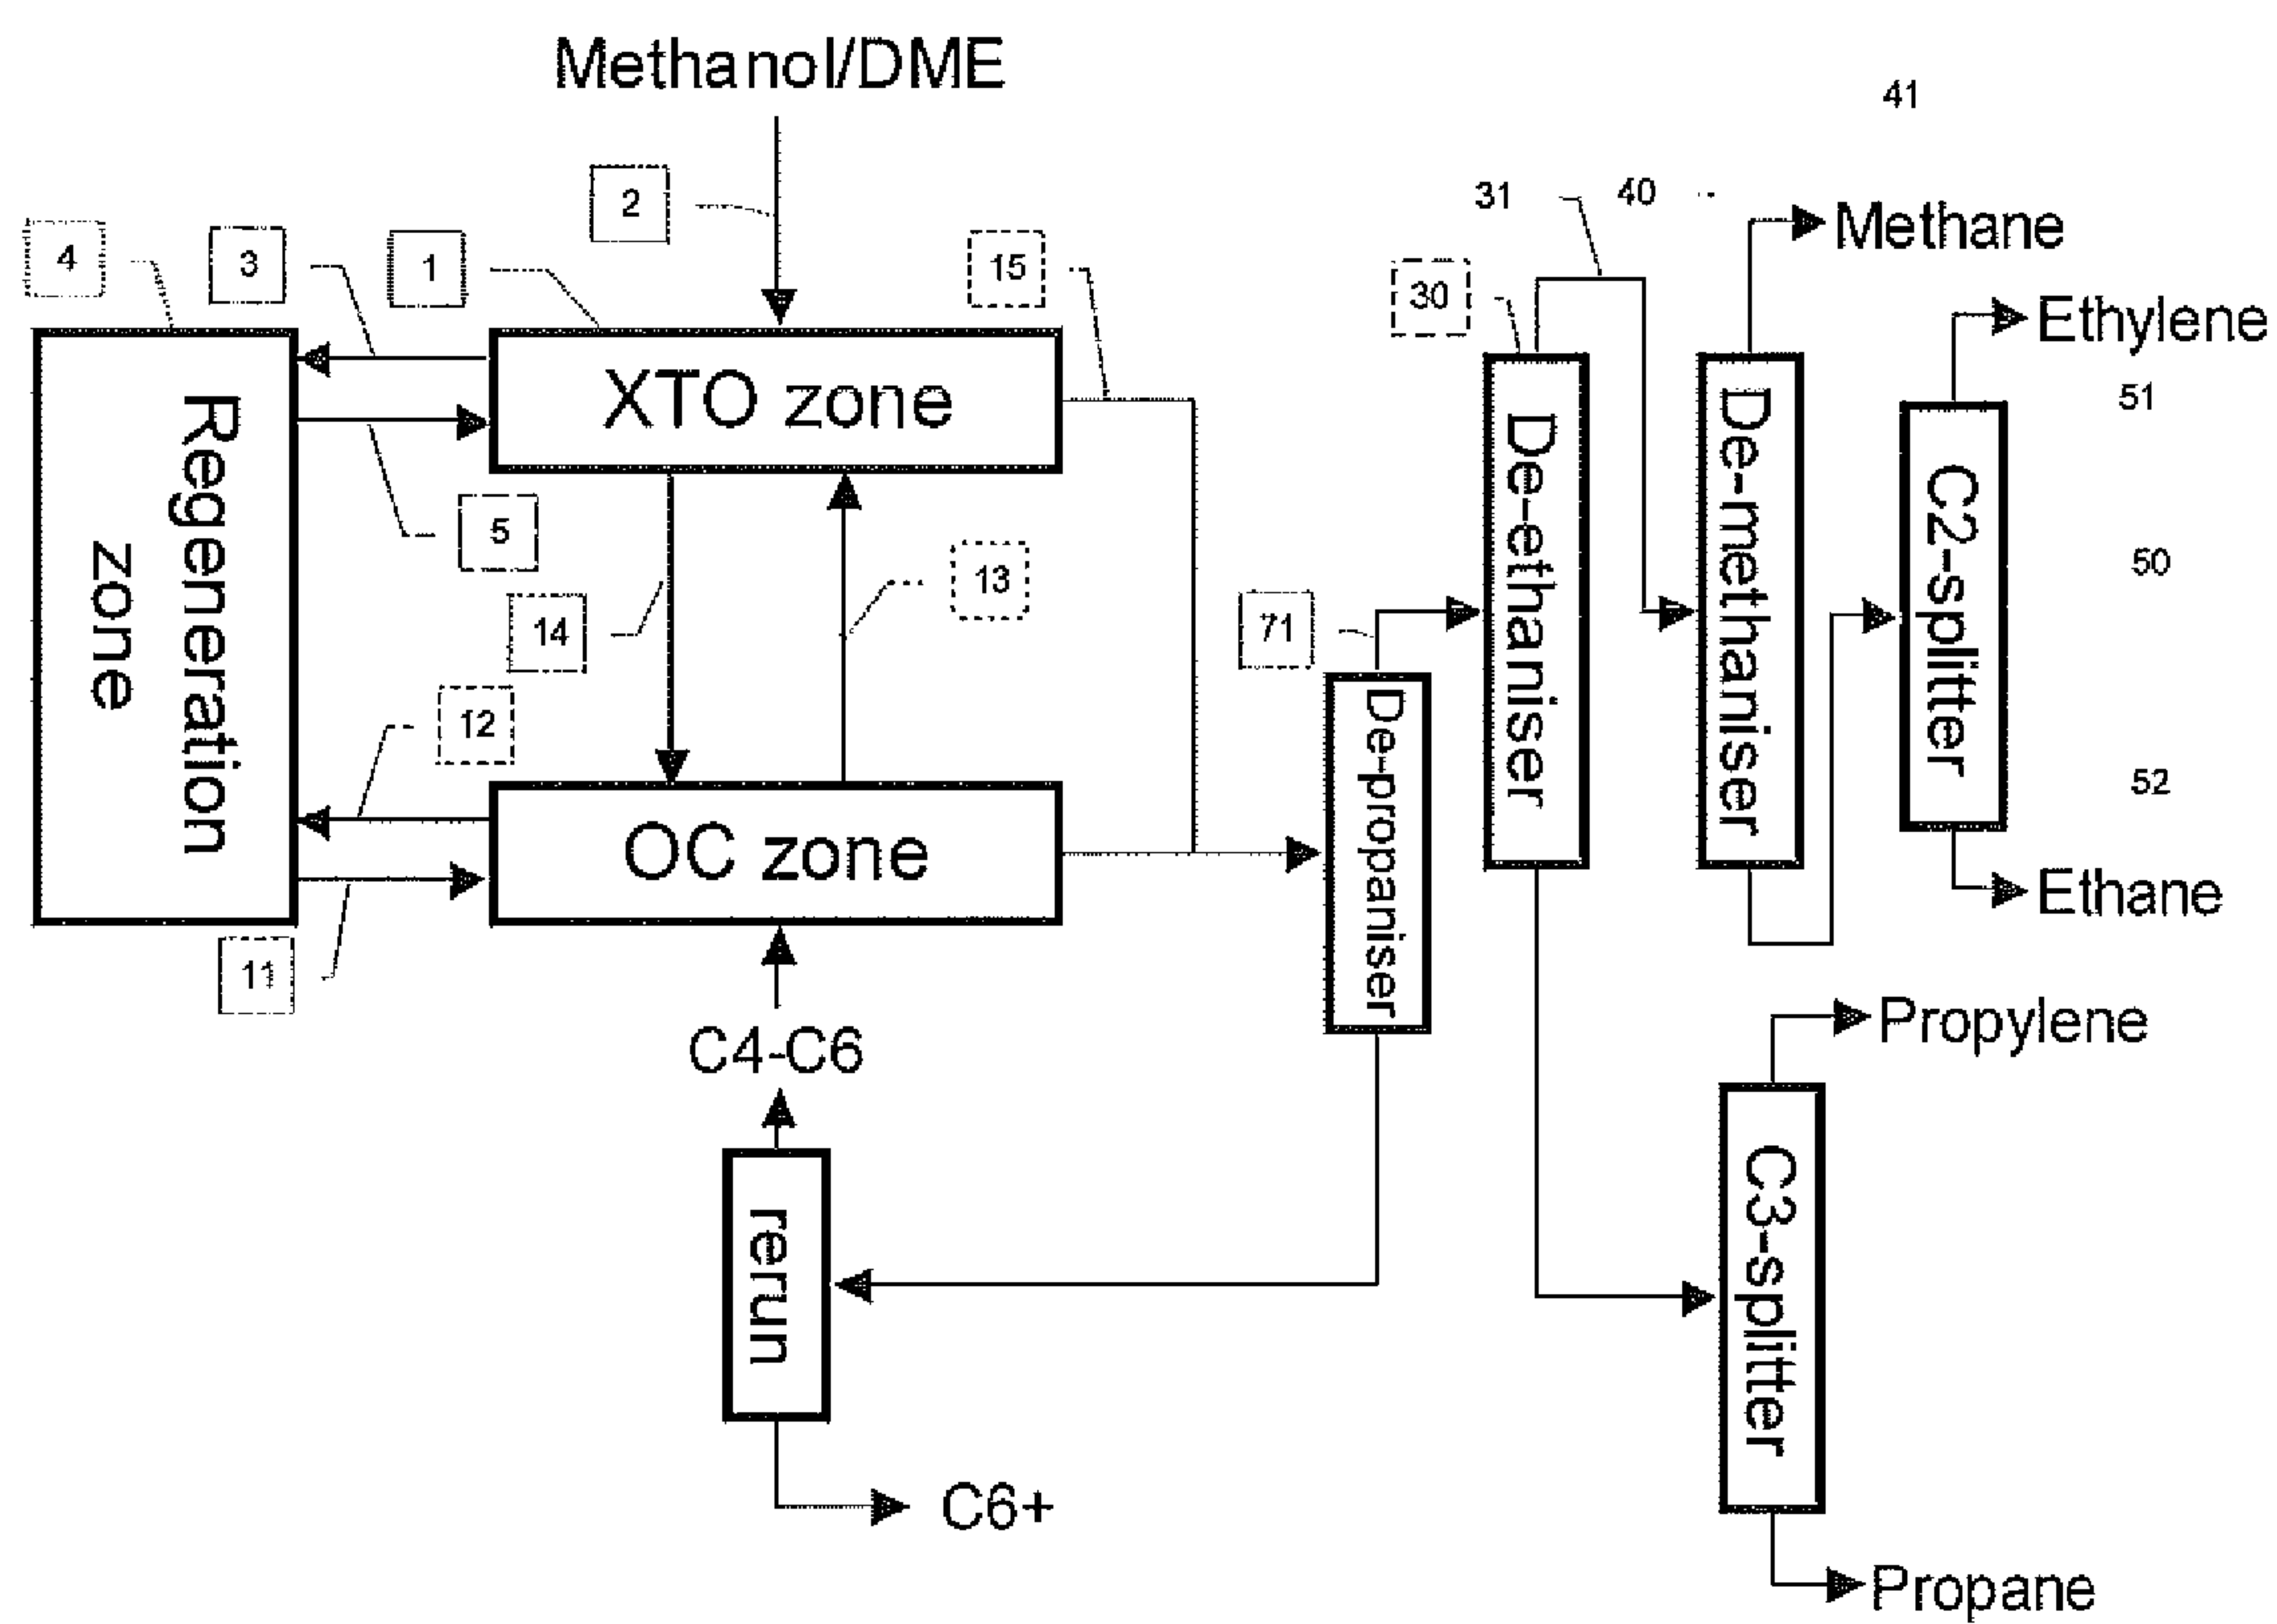 Methanol/DME
41
2
31
40
Methane
4
3
1
15
30
Ethylene
XTO zone
51
Regeneration
zone
De-ethaniser
De-methaniser
C2-splitter
5
13
50
14
71
12
De-propaniser
52
OC zone
Ethane
11
C4-C6
Propylene
rerun
C3-splitter
C6+
Propane